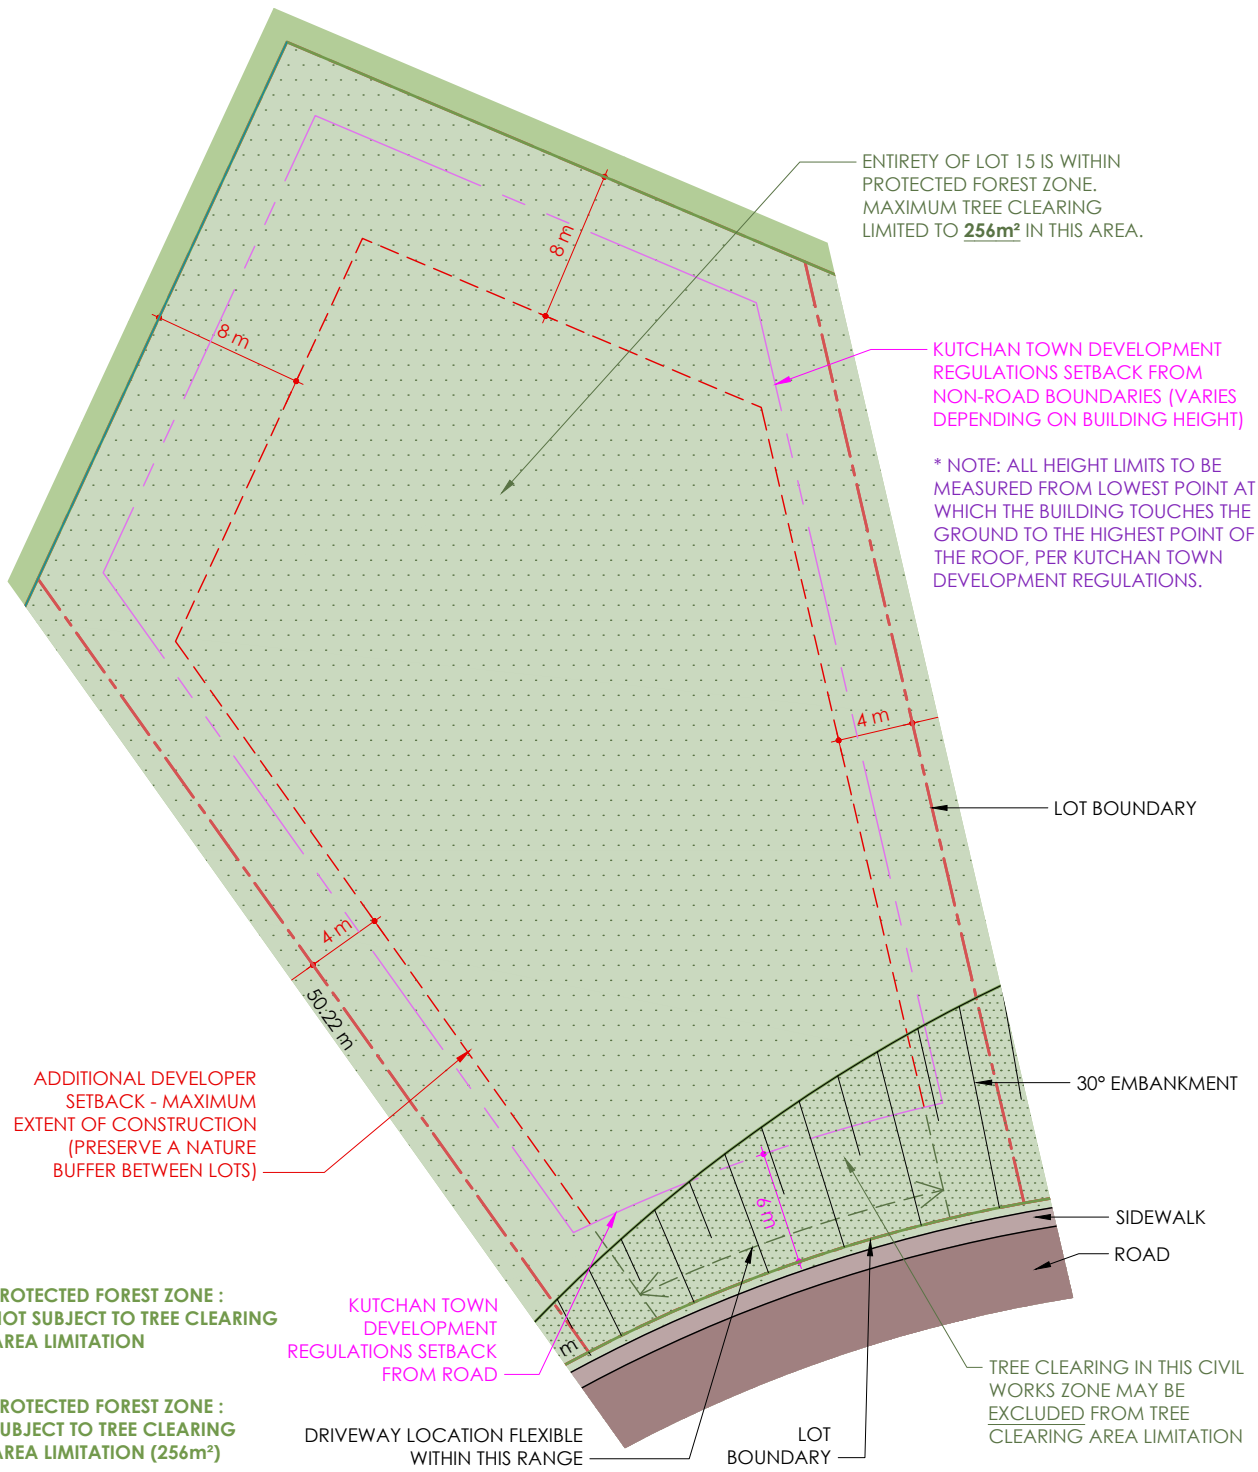 ENTIRETY OF LOT 15 IS WITHIN
PROTECTED FOREST ZONE.
MAXIMUM TREE CLEARING
LIMITED TO 256m² IN THIS AREA.
8 m
8 m
KUTCHAN TOWN DEVELOPMENT
REGULATIONS SETBACK FROM
NON-ROAD BOUNDARIES (VARIES
DEPENDING ON BUILDING HEIGHT)
* NOTE: ALL HEIGHT LIMITS TO BE
MEASURED FROM LOWEST POINT AT
WHICH THE BUILDING TOUCHES THE
GROUND TO THE HIGHEST POINT OF
THE ROOF, PER KUTCHAN TOWN
DEVELOPMENT REGULATIONS.
4 m
LOT BOUNDARY
4 m
50.22 m
ADDITIONAL DEVELOPER
SETBACK - MAXIMUM
EXTENT OF CONSTRUCTION
(PRESERVE A NATURE
BUFFER BETWEEN LOTS)
30° EMBANKMENT
6 m
SIDEWALK
ROAD
ROTECTED FOREST ZONE :
NOT SUBJECT TO TREE CLEARING
AREA LIMITATION
KUTCHAN TOWN
DEVELOPMENT
REGULATIONS SETBACK
FROM ROAD
m
ROTECTED FOREST ZONE :
UBJECT TO TREE CLEARING
AREA LIMITATION (256m²)
DRIVEWAY LOCATION FLEXIBLE
WITHIN THIS RANGE
LOT
BOUNDARY
TREE CLEARING IN THIS CIVIL
WORKS ZONE MAY BE
EXCLUDED FROM TREE
CLEARING AREA LIMITATION